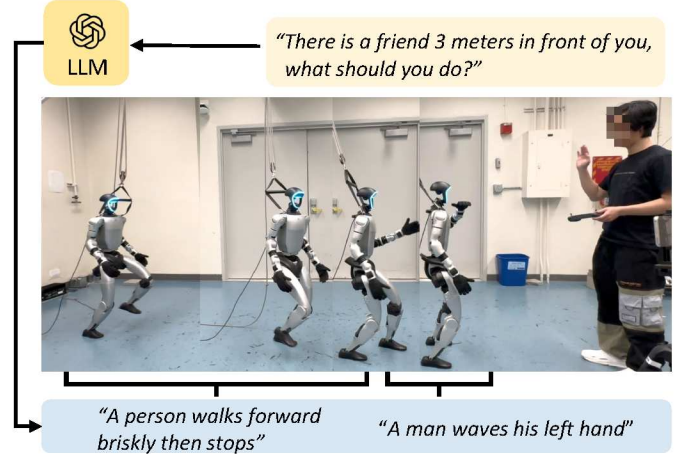 LLM
“There is a friend 3 meters in front of you,
what should you do?”
“A person walks forward
briskly then stops”
“A man waves his left hand”